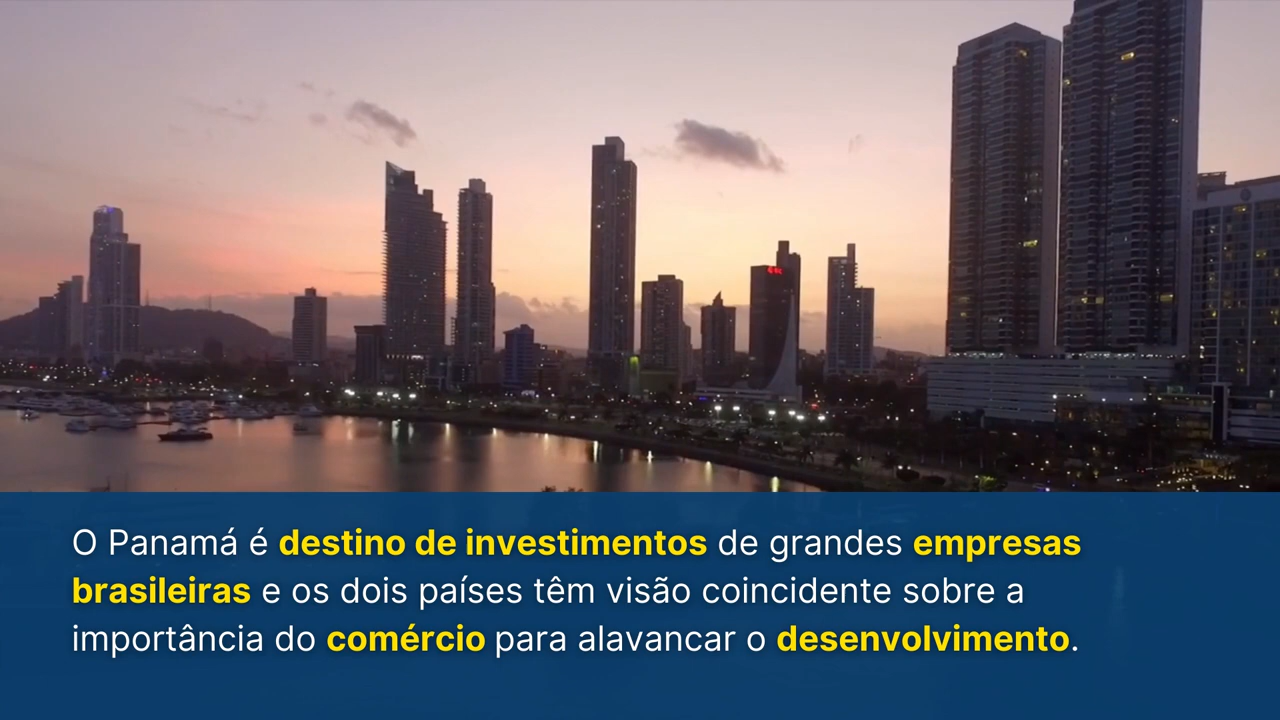 O Panamá é destino de investimentos de grandes empresas
brasileiras e os dois países têm visão coincidente sobre a
importância do comércio para alavancar o desenvolvimento.